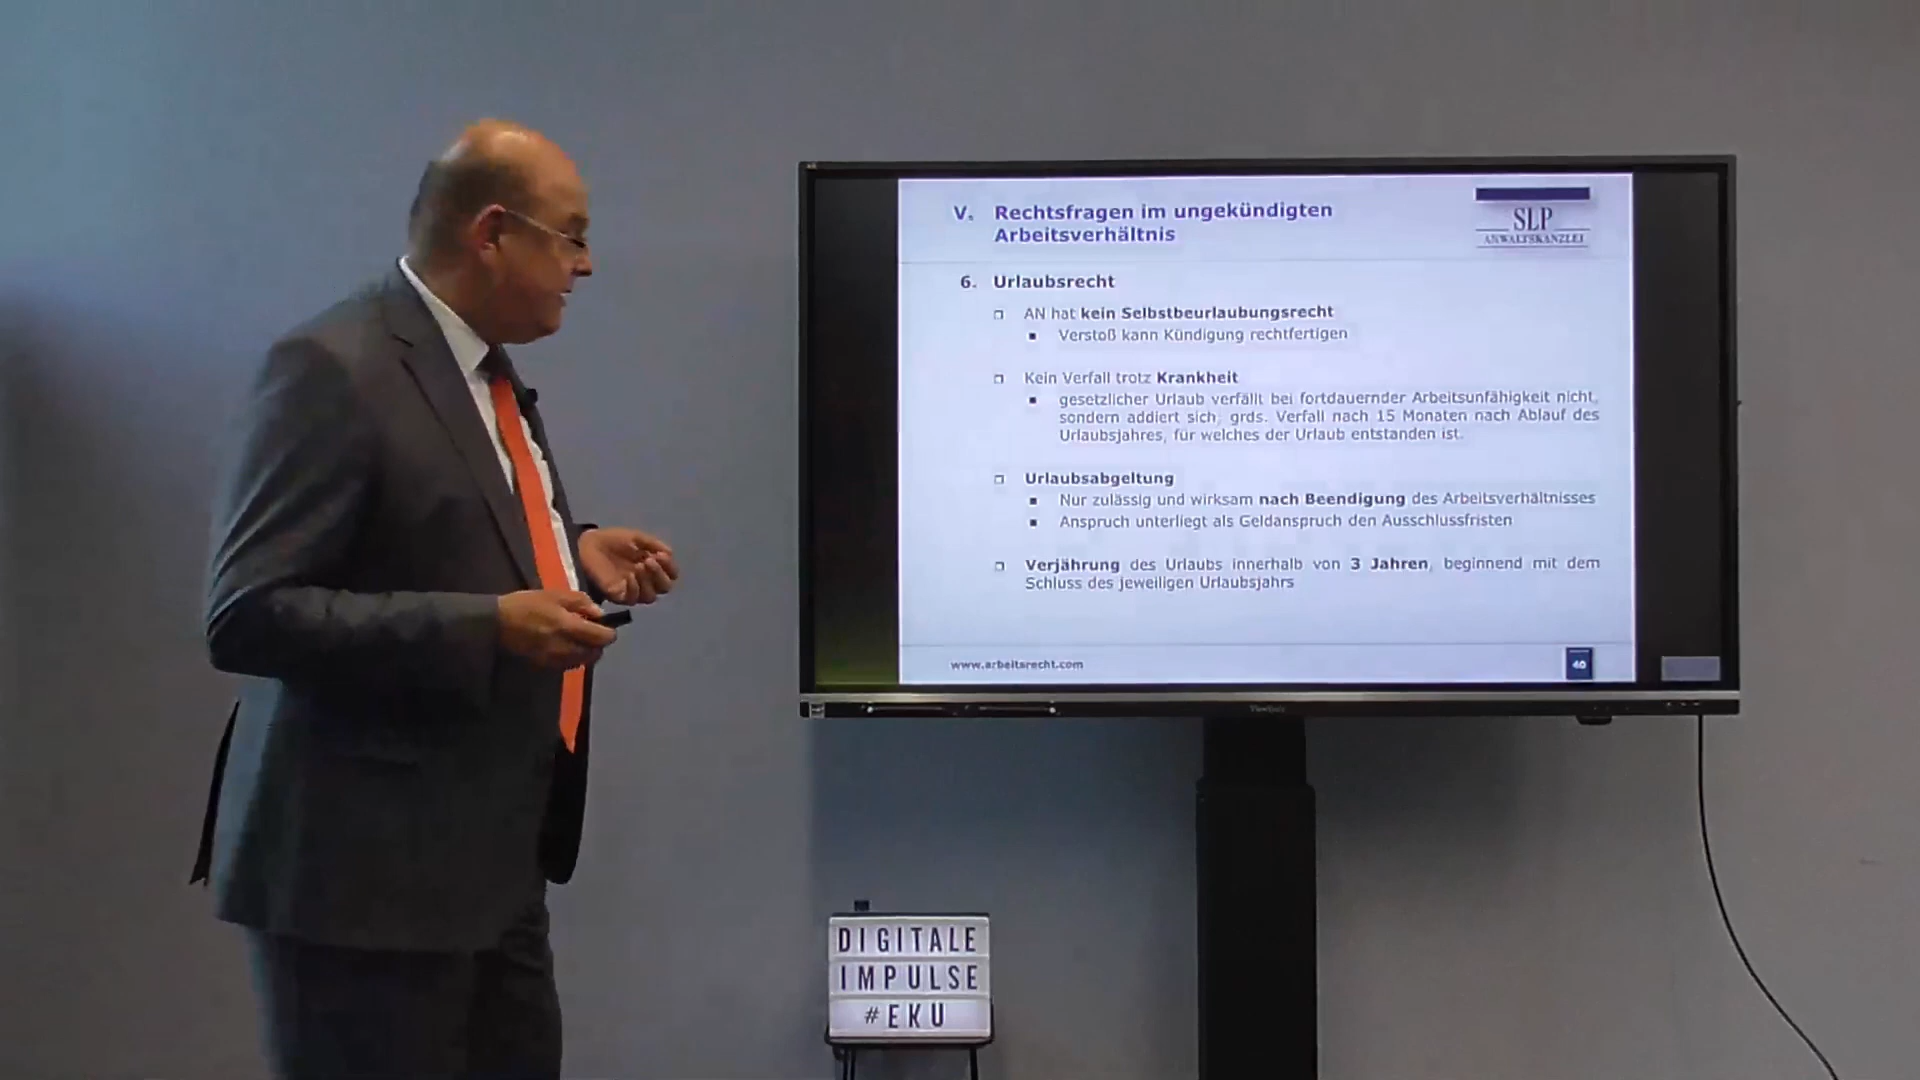 V. Rechtsfragen im ungekündigten
Arbeitsverhältnis
SLP
ANWALTSKANZLEI
6. Urlaubsrecht
AN hat kein Selbstbeurlaubungsrecht
Verstoß kann Kündigung rechtfertigen
Kein Verfall trotz Krankheit
gesetzlicher Urlaub verfällt bei fortdauernder Arbeitsunfähigkeit nicht,
sondern addiert sich, grds. Verfall nach 15 Monaten nach Ablauf des
Urlaubsjahres, für welches der Urlaub entstanden ist.
Urlaubsabgeltung
Nur zulässig und wirksam nach Beendigung des Arbeitsverhältnisses
Anspruch unterliegt als Geldanspruch den Ausschlussfristen
Verjährung des Urlaubs innerhalb von 3 Jahren, beginnend mit dem
Schluss des jeweiligen Urlaubsjahrs
www.arbeitsrecht.com
40
DIGITALE
IMPULSE
#EKU